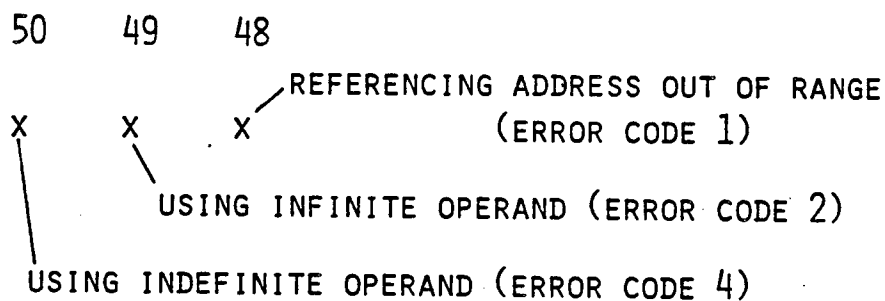 50 49 48
REFERENCING ADDRESS OUT OF RANGE
X X X (ERROR CODE 1)
USING INFINITE OPERAND (ERROR CODE 2)
USING INDEFINITE OPERAND (ERROR CODE 4)